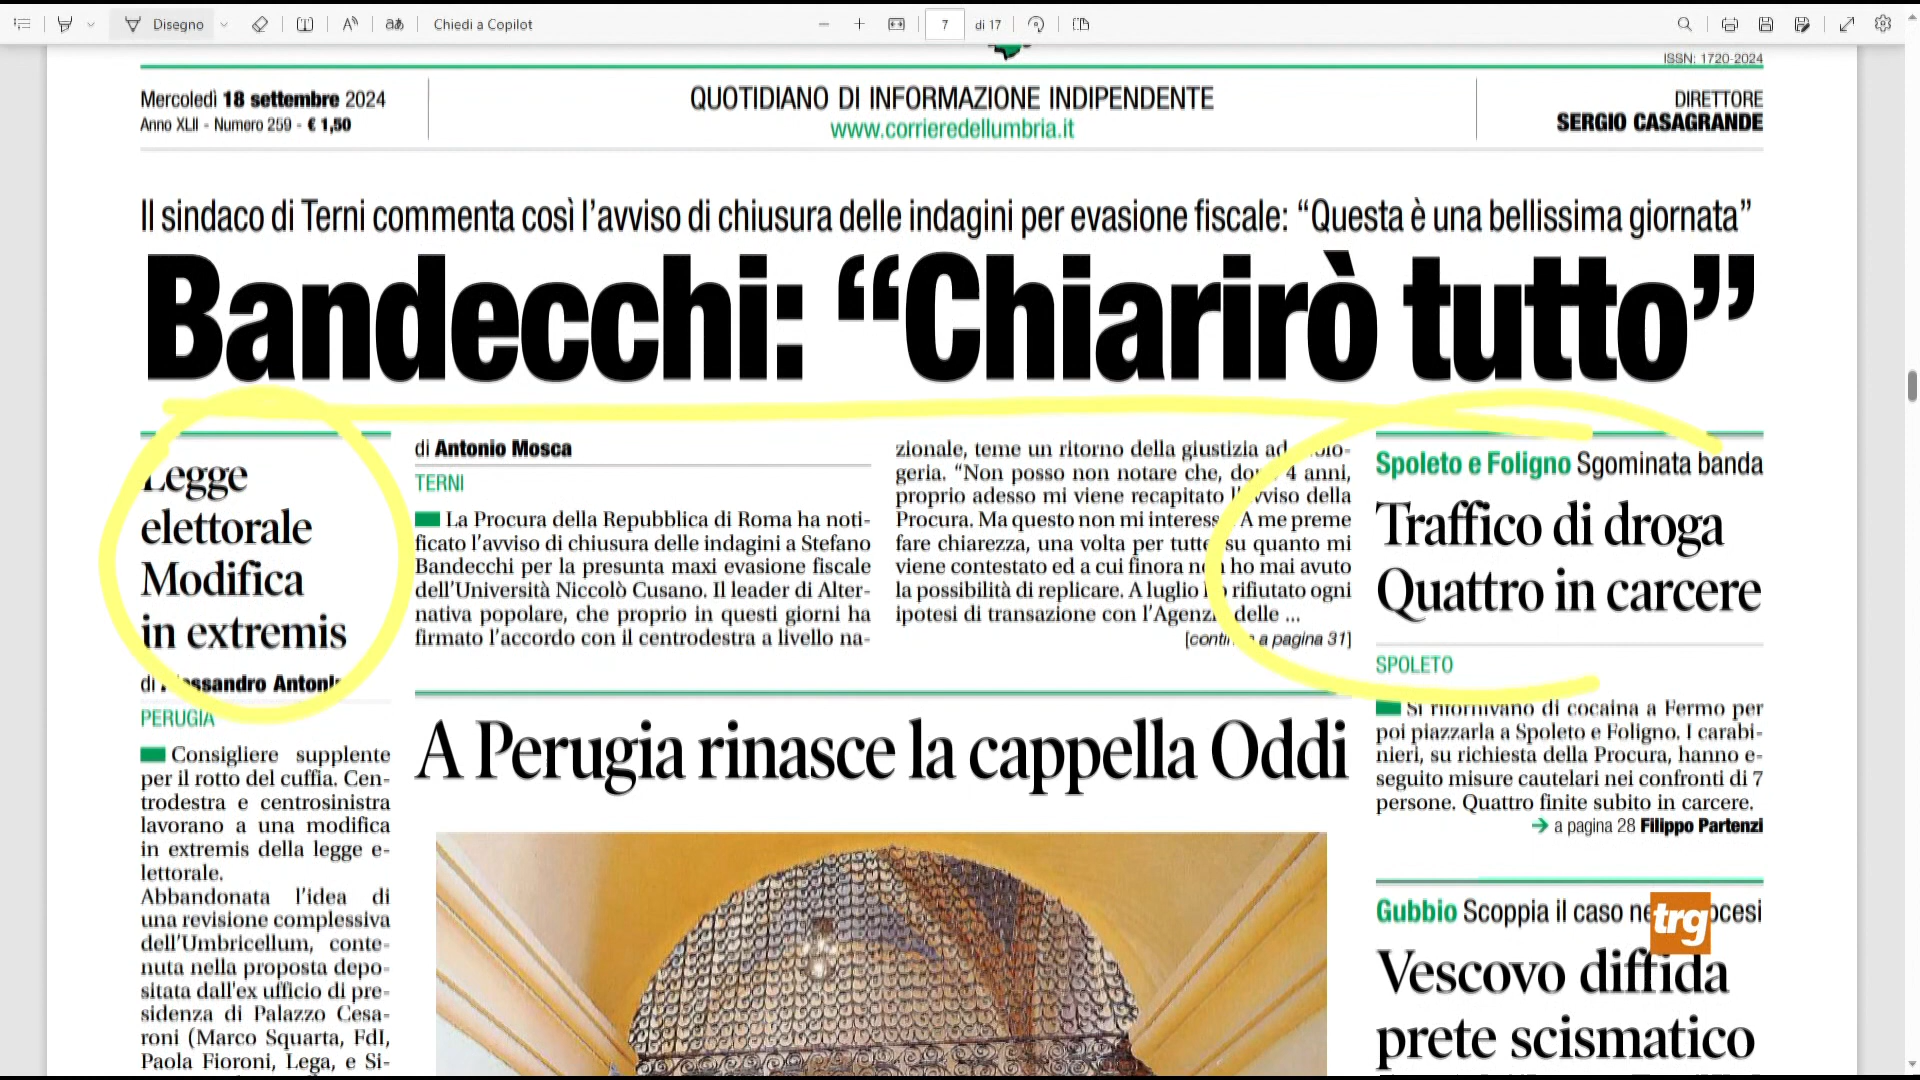 Disegno
Chiedi a Copilot
7
di 17
ISSN: 1720-2024
Mercoledì 18 settembre 2024
Anno XLII - Numero 259 - € 1,50
QUOTIDIANO DI INFORMAZIONE INDIPENDENTE
www.corrieredellumbria.it
DIRETTORE
SERGIO CASAGRANDE
Il sindaco di Terni commenta così l’avviso di chiusura delle indagini per evasione fiscale: “Questa è una bellissima giornata”
Bandecchi: “Chiarirò tutto”
Legge
elettorale
Modifica
in extremis
di
PERUGIA
Consigliere supplente
per il rotto del cuffia. Cen-
trodestra e centrosinistra
lavorano a una modifica
in extremis della legge e-
lettorale.
Abbandonata l’idea di
una revisione complessiva
dell’Umbricellum, conte-
nuta nella proposta depo-
sitata dall’ex ufficio di pre-
sidenza di Palazzo Cesa-
roni (Marco Squarta, FdI,
Paola Fioroni, Lega, e Si-
di Antonio Mosca
TERNI
La Procura della Repubblica di Roma ha noti-
ficato l’avviso di chiusura delle indagini a Stefano
Bandecchi per la presunta maxi evasione fiscale
dell’Università Niccolò Cusano. Il leader di Alter-
nativa popolare, che proprio in questi giorni ha
firmato l’accordo con il centrodestra a livello na-
zionale, teme un ritorno della giustizia ad
geria. “Non posso non notare che, dopo 4 anni,
proprio adesso mi viene recapitato l’avviso della
Procura. Ma questo non mi interessa. A me preme
fare chiarezza, una volta per tutte, su quanto mi
viene contestato ed a cui finora non ho mai avuto
la possibilità di replicare. A luglio ho rifiutato ogni
ipotesi di transazione con l’Agenzia delle ...
[continua a pagina 31]
A Perugia rinasce la cappella Oddi
Spoleto e Foligno Sgominata banda
Traffico di droga
Quattro in carcere
SPOLETO
Si rifornivano di cocaina a Fermo per
poi piazzarla a Spoleto e Foligno. I carabi-
nieri, su richiesta della Procura, hanno e-
seguito misure cautelari nei confronti di 7
persone. Quattro finite subito in carcere.
a pagina 28 Filippo Partenzi
Gubbio Scoppia il caso
trg
Vescovo diffida
prete scismatico